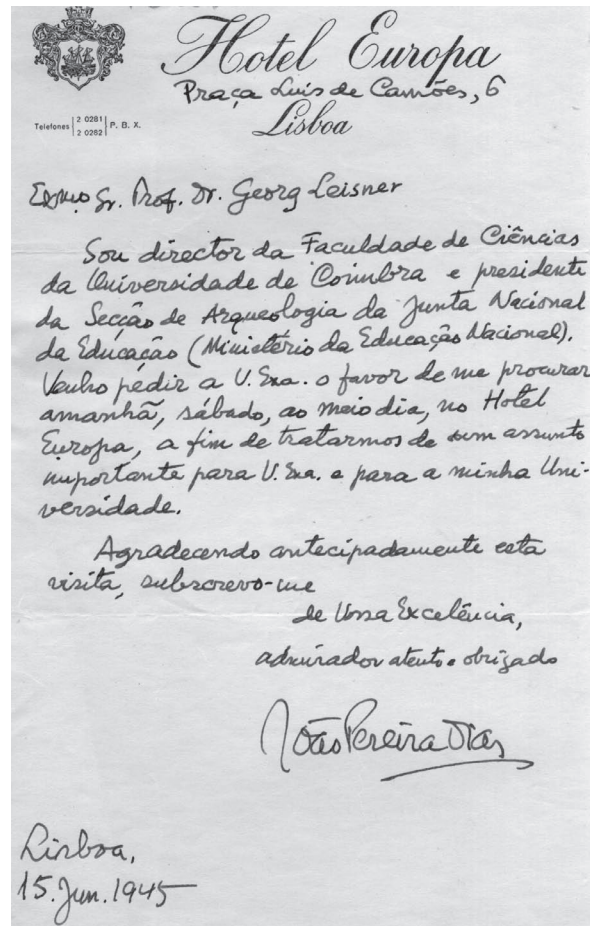 Hotel Europa
Praça Luis de Camões, 6
Lisboa
Telefones 2 0281 P. B. X.
2 0282
Exmo Sr. Prof. Dr. Georg Leisner
Sou director da Faculdade de Ciências
da Universidade de Coimbra e presidente
da Secção de Arqueologia da Junta Nacional
da Educação (Ministério da Educação Nacional).
Venho pedir a V. Exa. o favor de me procurar
amanhã, sábado, ao meio dia, no Hotel
Europa, a fim de tratarmos de um assunto
importante para V. Exa. e para a minha Uni-
versidade.
Agradecendo antecipadamente esta
visita, subscrevo-me
de Vossa Excelência,
admirador atento e obrigado
João Pereira Dias
Lisboa,
15. Jun. 1945